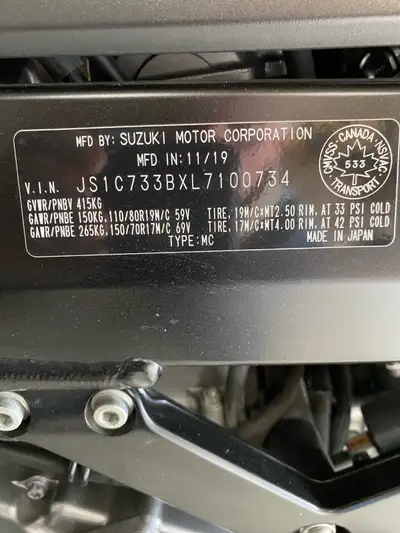 MFD BY: SUZUKI MOTOR CORPORATION
MFD IN:11/19
V.I.N. JS1C733BXL7100734
GVWR/PNBV 415KG
GAWR/PNBE 150KG.110/80R19M/C 59V TIRE.19M/C×MT2.50 RIM.AT 33 PSI COLD
GAWR/PNBE 265KG.150/70R17M/C 69V TIRE.17M/C×MT4.00 RIM.AT 42 PSI COLD
TYPE:MC MADE IN JAPAN
CMVSS-CANADA-NSVAC
533
TRANSPORT